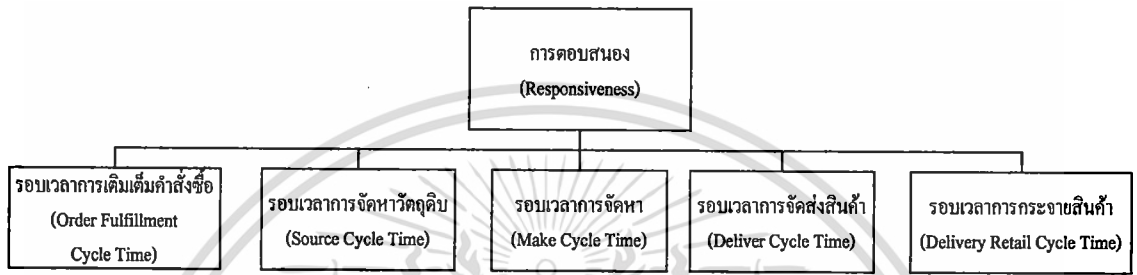 การตอบสนอง
(Responsiveness)
รอบเวลาการเติมเต็มคำสั่งซื้อ
(Order Fulfillment
Cycle Time)
รอบเวลาการจัดหาวัตถุดิบ
(Source Cycle Time)
รอบเวลาการจัดหา
(Make Cycle Time)
รอบเวลาการจัดส่งสินค้า
(Deliver Cycle Time)
รอบเวลาการกระจายสินค้า
(Delivery Retail Cycle Time)